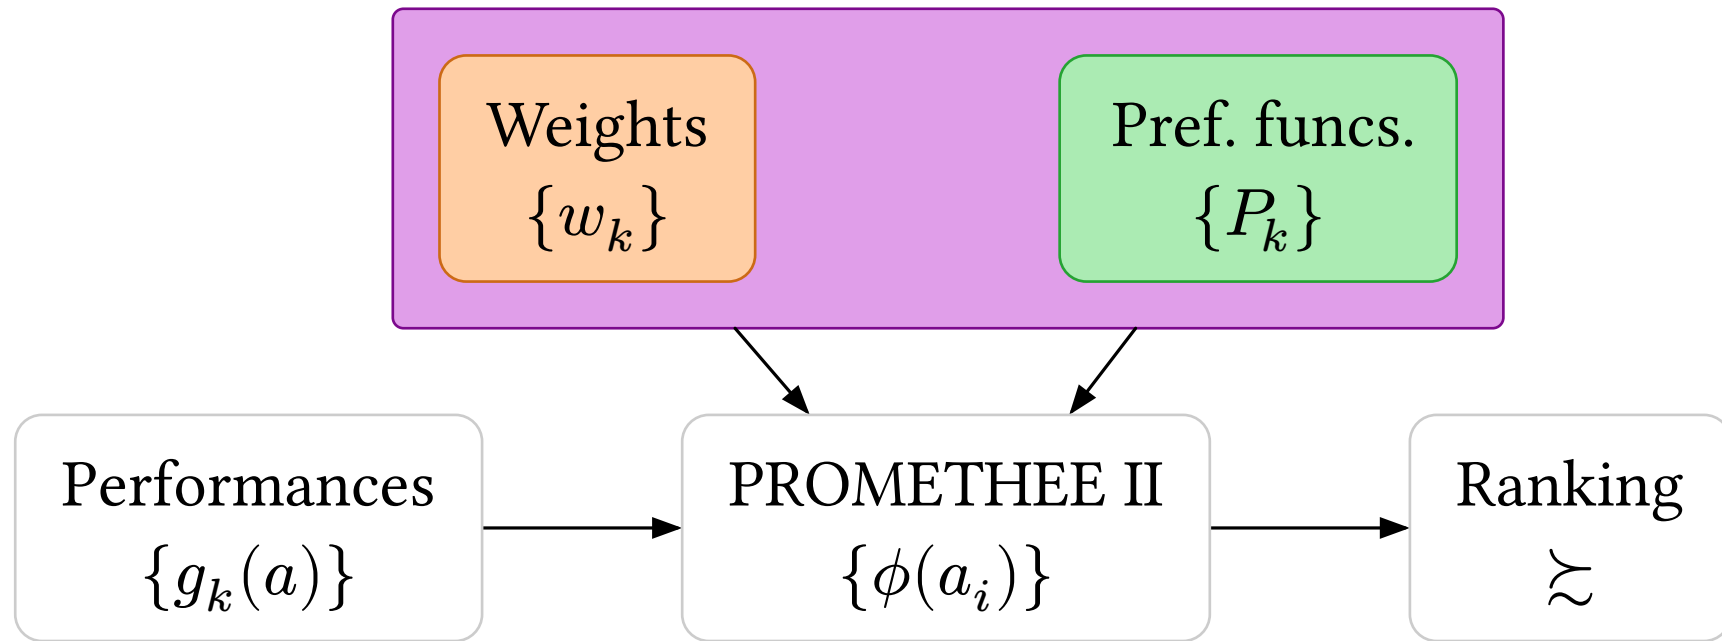 Weights
{w_k}
Pref. funcs.
{P_k}
Performances
{g_k(a)}
PROMETHEE II
{ϕ(a_i)}
Ranking
≿